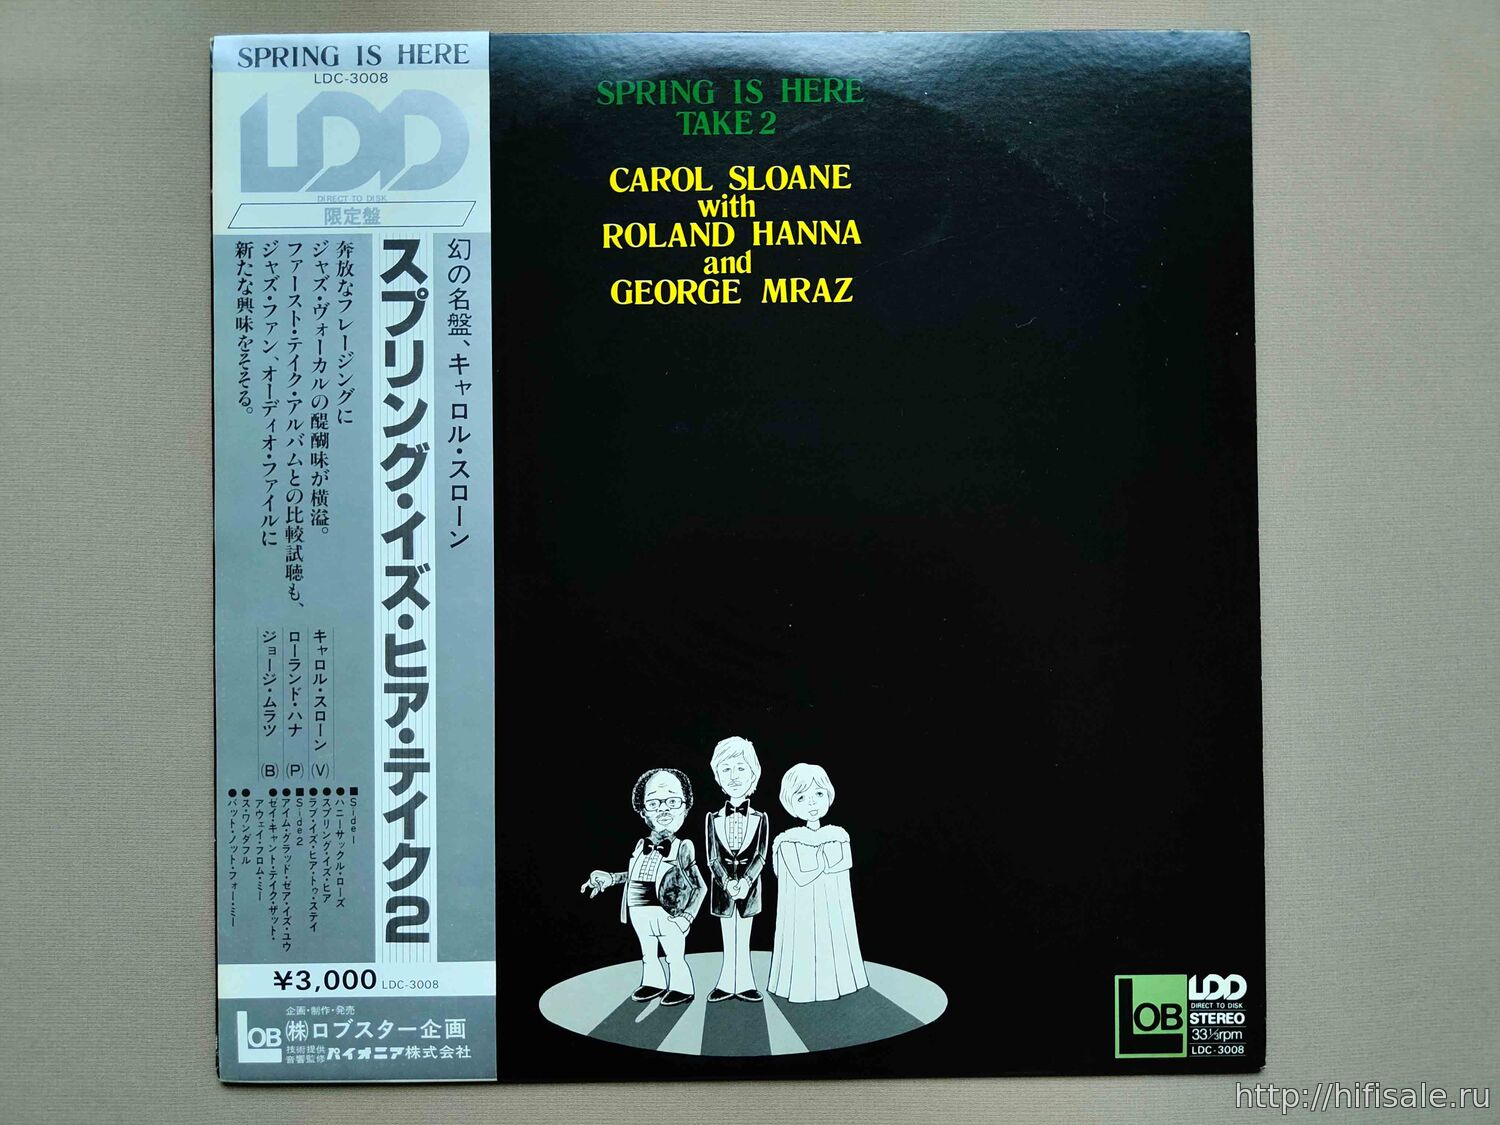 SPRING IS HERE
LDC-3008
LDD
DIRECT TO DISK
限定盤
幻の名盤、キャロル・スローン
スプリング・イズ・ヒア・テイク2
奔放なフレージングに
ジャズ・ヴォーカルの醍醐味が横溢。
ファースト・テイク・アルバムとの比較試聴も、
ジャズ・ファン、オーディオ・ファイルに
新たな興味をそそる。
キャロル・スローン (V)
ローランド・ハナ (P)
ジョージ・ムラツ (B)
■Side1
●ハニーサックル・ローズ
●スプリング・イズ・ヒア
●ラブ・イズ・ヒア・トゥ・ステイ
■Side2
●アイム・グラッド・ゼア・イズ・ユウ
●ゼイ・キャント・テイク・ザット・
アウェイ・フロム・ミー
●ス・ワンダフル
●バット・ノット・フォー・ミー
¥3,000 LDC-3008
企画・制作・発売
LOB
(株)ロブスター企画
技術提供
音響監修
パイオニア株式会社
SPRING IS HERE
TAKE 2
CAROL SLOANE
with
ROLAND HANNA
and
GEORGE MRAZ
LOB
LDD
DIRECT TO DISK
STEREO
33⅓rpm
LDC-3008
http://hifisale.ru